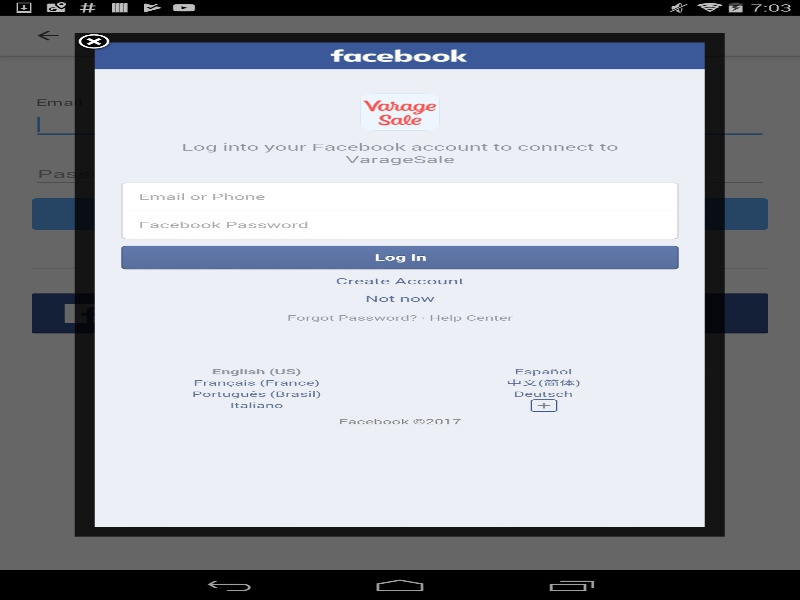 7:03
facebook
Email
Varage
Sale
Log into your Facebook account to connect to
VarageSale
Email or Phone
Facebook Password
Log In
Create Account
Not now
Forgot Password? · Help Center
English (US)
Español
Français (France)
中文(简体)
Português (Brasil)
Deutsch
Italiano
Facebook ©2017